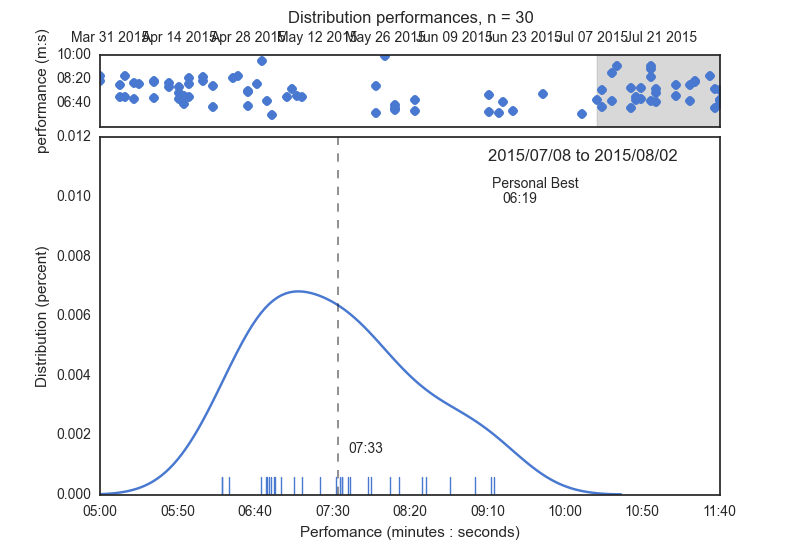 Distribution performances, n = 30
Mar 31 2015 Apr 14 2015 Apr 28 2015 May 12 2015 May 26 2015 Jun 09 2015 Jun 23 2015 Jul 07 2015 Jul 21 2015
performance (m:s)
10:00
08:20
06:40
0.012
0.010
0.008
0.006
0.004
0.002
0.000
Distribution (percent)
2015/07/08 to 2015/08/02
Personal Best
06:19
07:33
05:00 05:50 06:40 07:30 08:20 09:10 10:00 10:50 11:40
Perfomance (minutes : seconds)